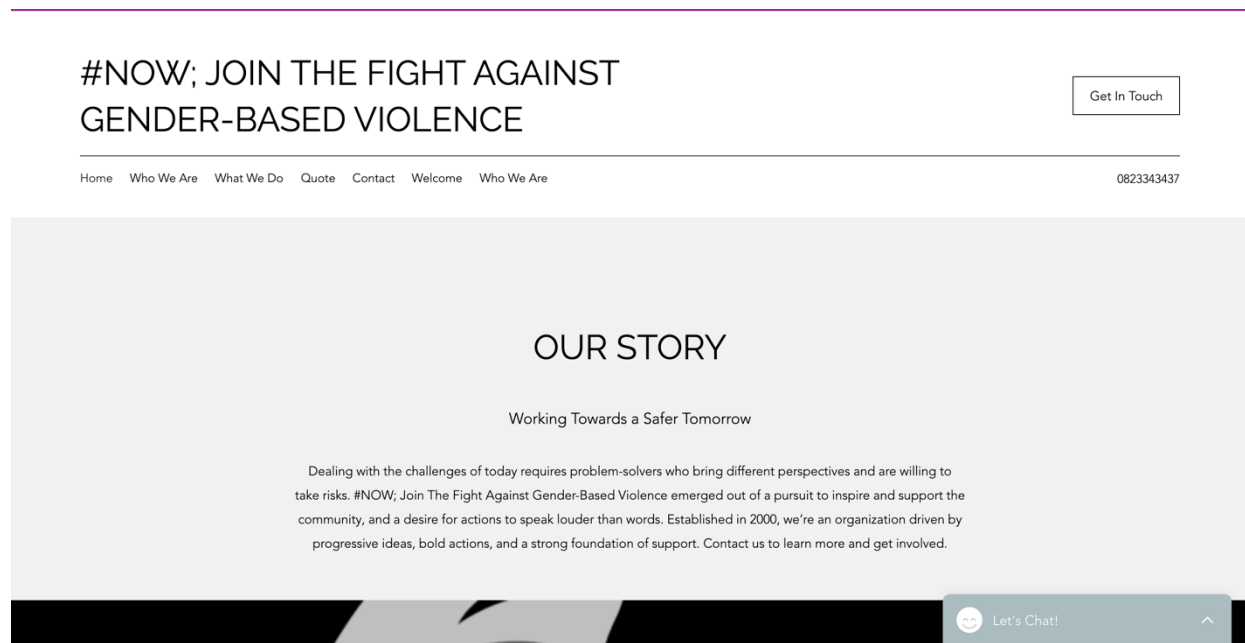 #NOW; JOIN THE FIGHT AGAINST
GENDER-BASED VIOLENCE
Get In Touch
Home Who We Are What We Do Quote Contact Welcome Who We Are
0823343437
OUR STORY
Working Towards a Safer Tomorrow
Dealing with the challenges of today requires problem-solvers who bring different perspectives and are willing to
take risks. #NOW; Join The Fight Against Gender-Based Violence emerged out of a pursuit to inspire and support the
community, and a desire for actions to speak louder than words. Established in 2000, we’re an organization driven by
progressive ideas, bold actions, and a strong foundation of support. Contact us to learn more and get involved.
Let's Chat!